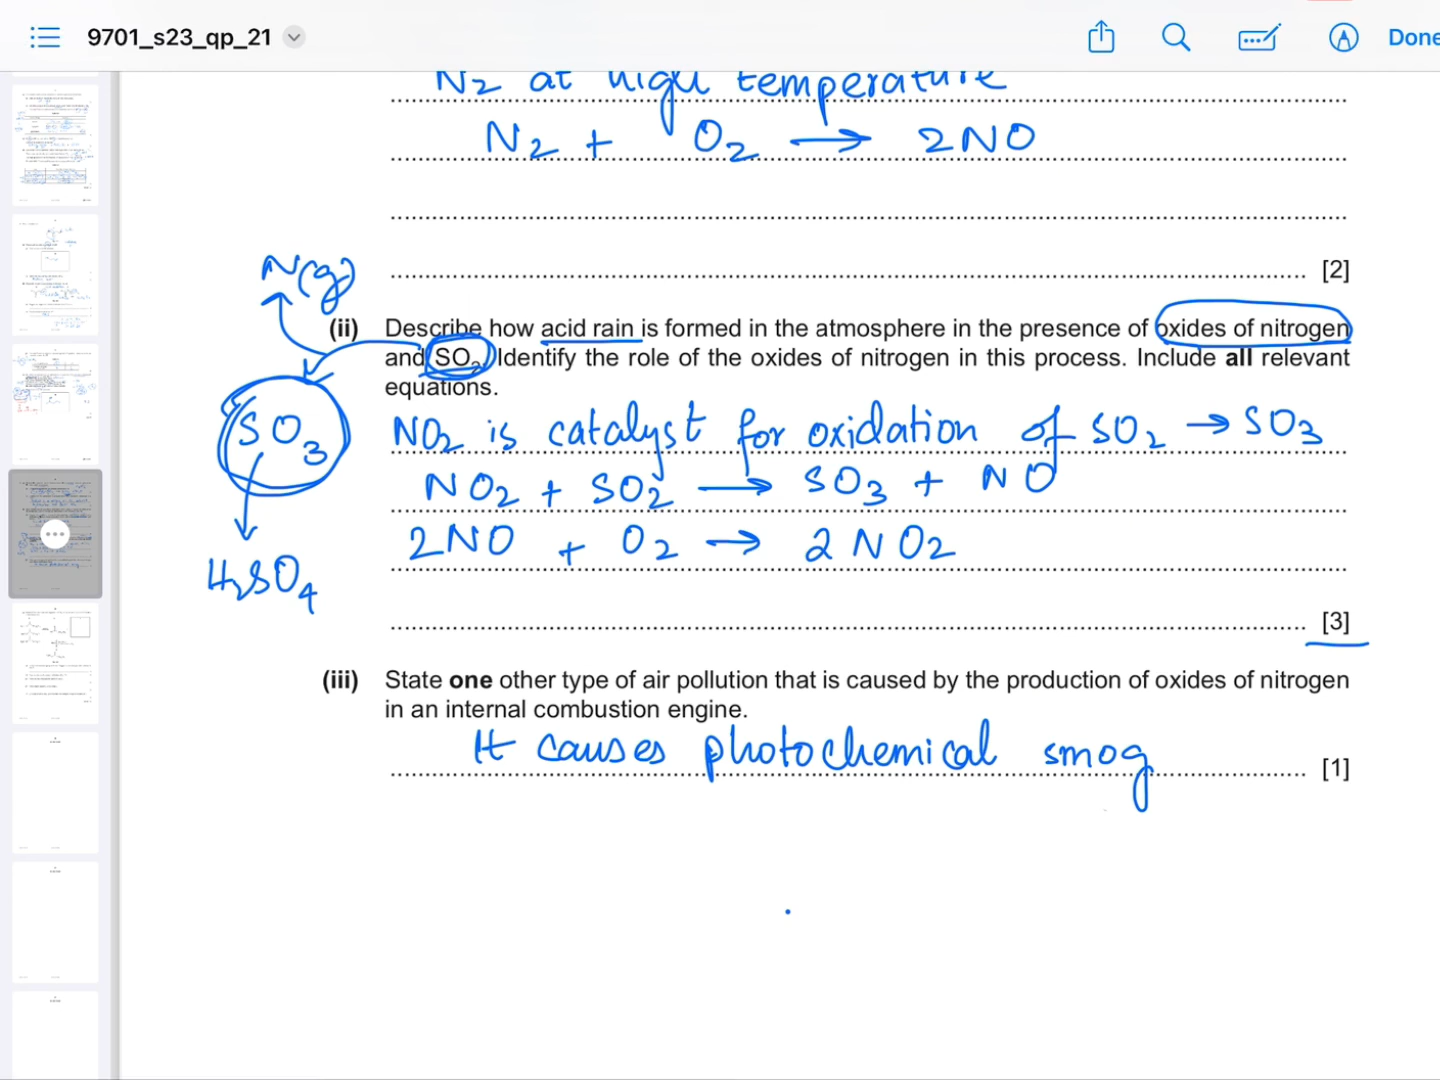 9701_s23_qp_21
Done
N2 at high temperature
N2 + O2 → 2NO
[2]
N(g)
(ii) Describe how acid rain is formed in the atmosphere in the presence of oxides of nitrogen
and SO2. Identify the role of the oxides of nitrogen in this process. Include all relevant
equations.
SO3
NO2 is catalyst for oxidation of SO2 → SO3
NO2 + SO2 → SO3 + NO
2NO + O2 → 2NO2
H2SO4
[3]
(iii) State one other type of air pollution that is caused by the production of oxides of nitrogen
in an internal combustion engine.
It causes photochemical smog
[1]